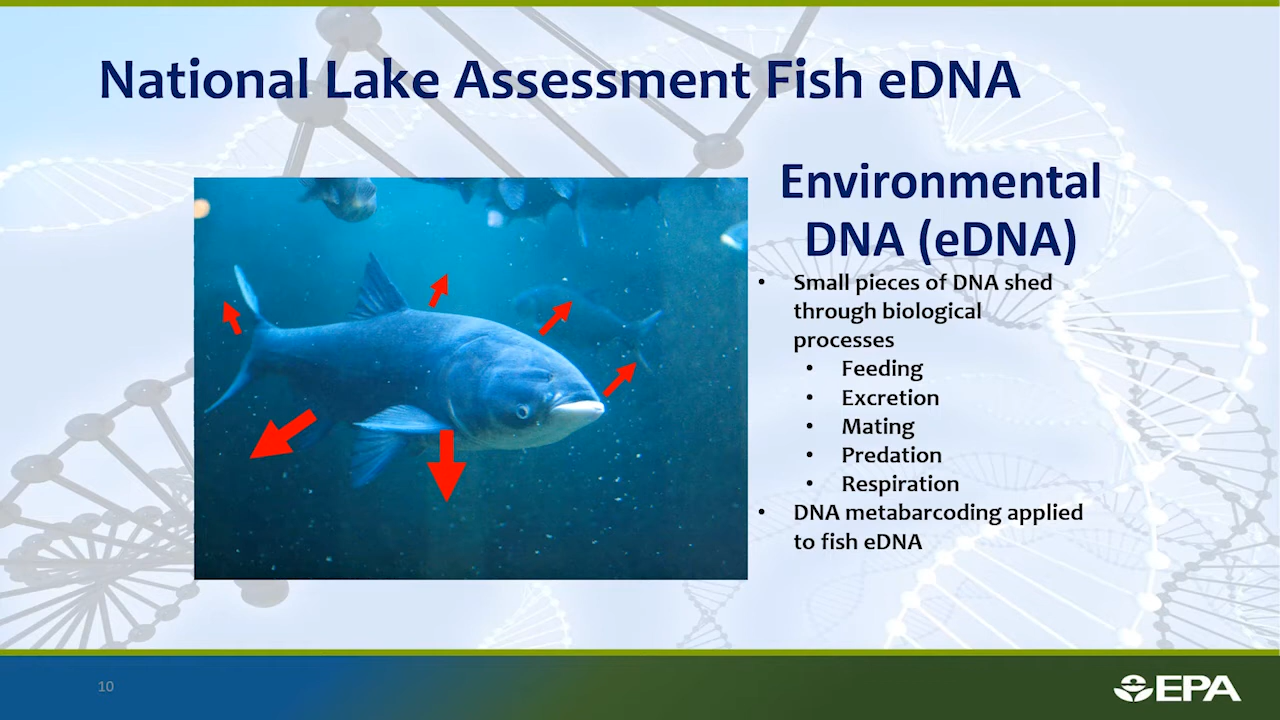 National Lake Assessment Fish eDNA
Environmental
DNA (eDNA)
• Small pieces of DNA shed
through biological
processes
• Feeding
• Excretion
• Mating
• Predation
• Respiration
• DNA metabarcoding applied
to fish eDNA
10
EPA